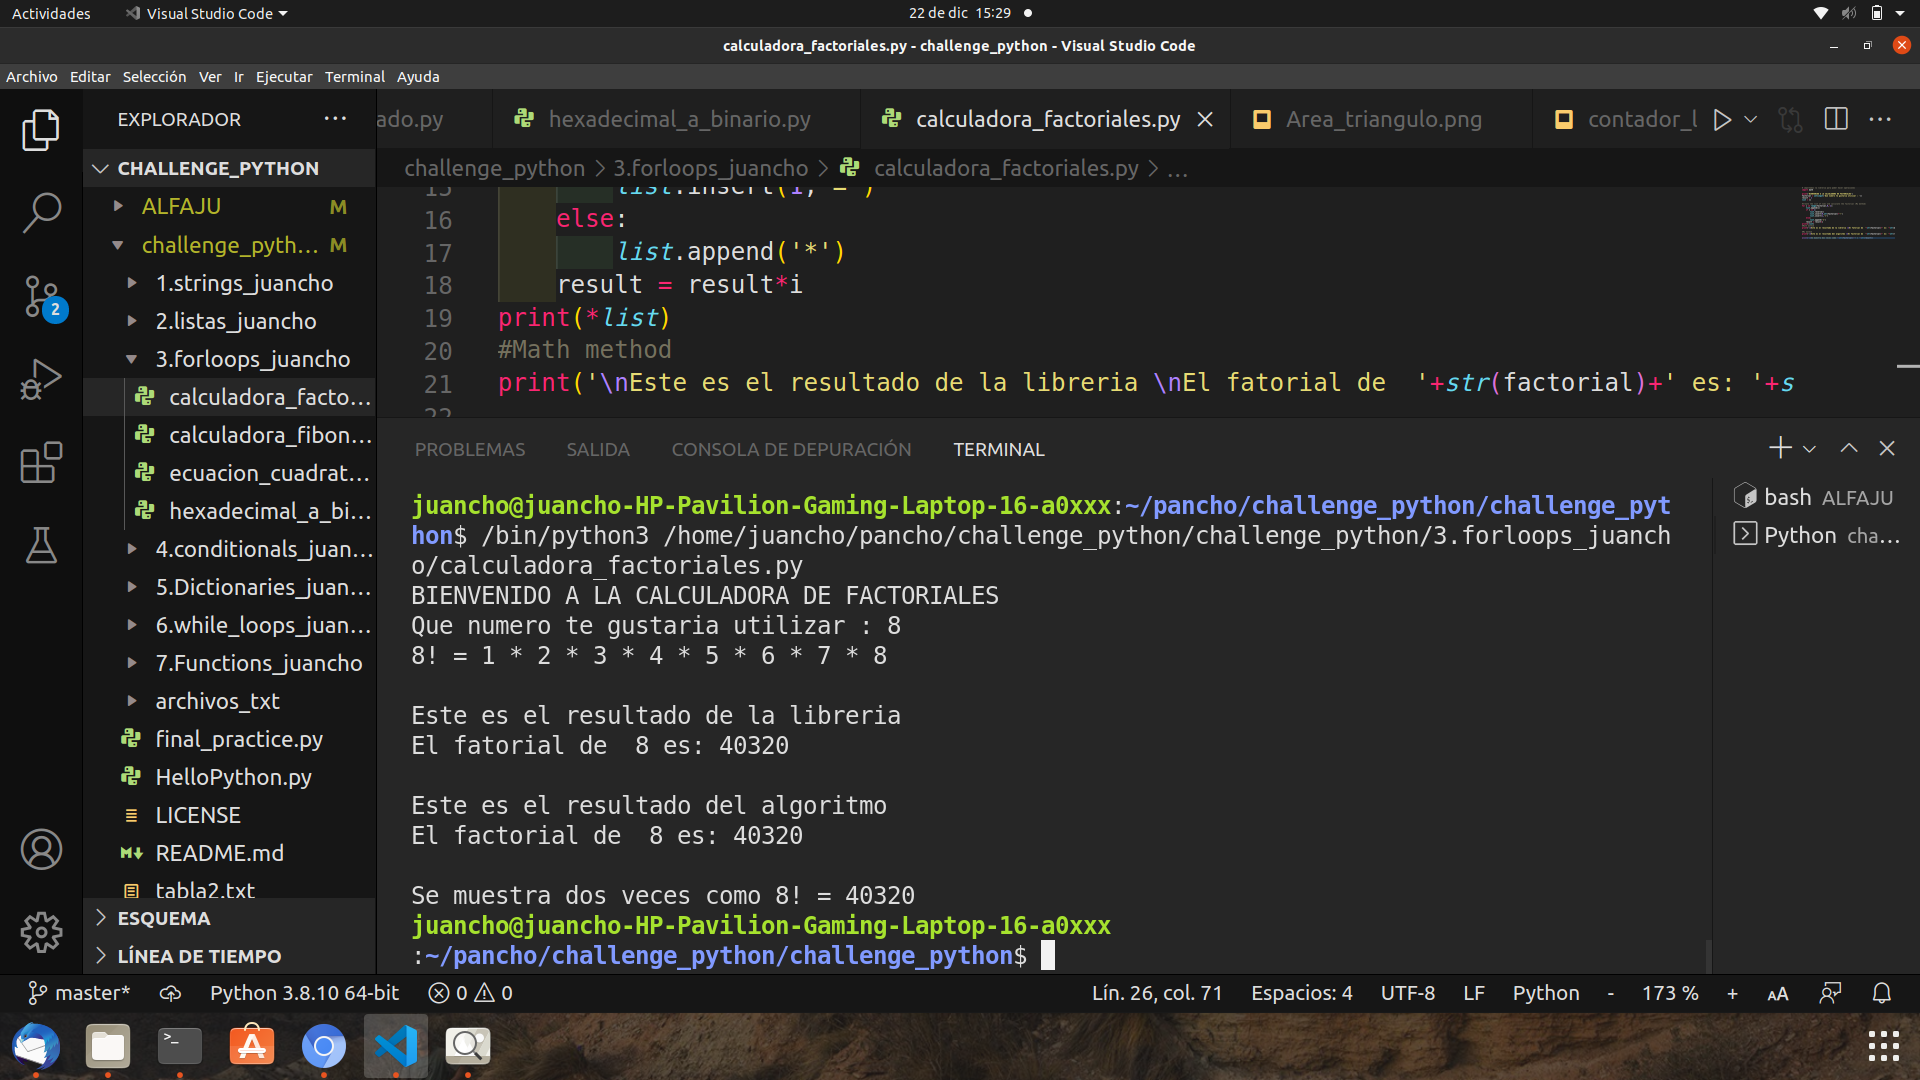 Actividades
Visual Studio Code
22 de dic 15:29
calculadora_factoriales.py - challenge_python - Visual Studio Code
Archivo Editar Selección Ver Ir Ejecutar Terminal Ayuda
EXPLORADOR
ado.py
hexadecimal_a_binario.py
calculadora_factoriales.py
Area_triangulo.png
contador_l
CHALLENGE_PYTHON
ALFAJU M
challenge_pyth... M
1.strings_juancho
2.listas_juancho
3.forloops_juancho
calculadora_facto...
calculadora_fibon...
ecuacion_cuadrat...
hexadecimal_a_bi...
4.conditionals_juan...
5.Dictionaries_juan...
6.while_loops_juan...
7.Functions_juancho
archivos_txt
final_practice.py
HelloPython.py
LICENSE
README.md
tabla2.txt
ESQUEMA
LÍNEA DE TIEMPO
2
challenge_python > 3.forloops_juancho > calculadora_factoriales.py > ...
15 list.insert(1,'=')
16 else:
17 list.append('*')
18 result = result*i
19 print(*list)
20 #Math method
21 print('\nEste es el resultado de la libreria \nEl fatorial de  '+str(factorial)+' es: '+s
22
PROBLEMAS SALIDA CONSOLA DE DEPURACIÓN TERMINAL
juancho@juancho-HP-Pavilion-Gaming-Laptop-16-a0xxx:~/pancho/challenge_python/challenge_pyt
hon$ /bin/python3 /home/juancho/pancho/challenge_python/challenge_python/3.forloops_juanch
o/calculadora_factoriales.py
BIENVENIDO A LA CALCULADORA DE FACTORIALES
Que numero te gustaria utilizar : 8
8! = 1 * 2 * 3 * 4 * 5 * 6 * 7 * 8
Este es el resultado de la libreria
El fatorial de  8 es: 40320
Este es el resultado del algoritmo
El factorial de  8 es: 40320
Se muestra dos veces como 8! = 40320
juancho@juancho-HP-Pavilion-Gaming-Laptop-16-a0xxx
:~/pancho/challenge_python/challenge_python$
bash ALFAJU
Python cha...
master*
Python 3.8.10 64-bit
0 0
Lín. 26, col. 71
Espacios: 4
UTF-8
LF
Python
- 173 % +
AA